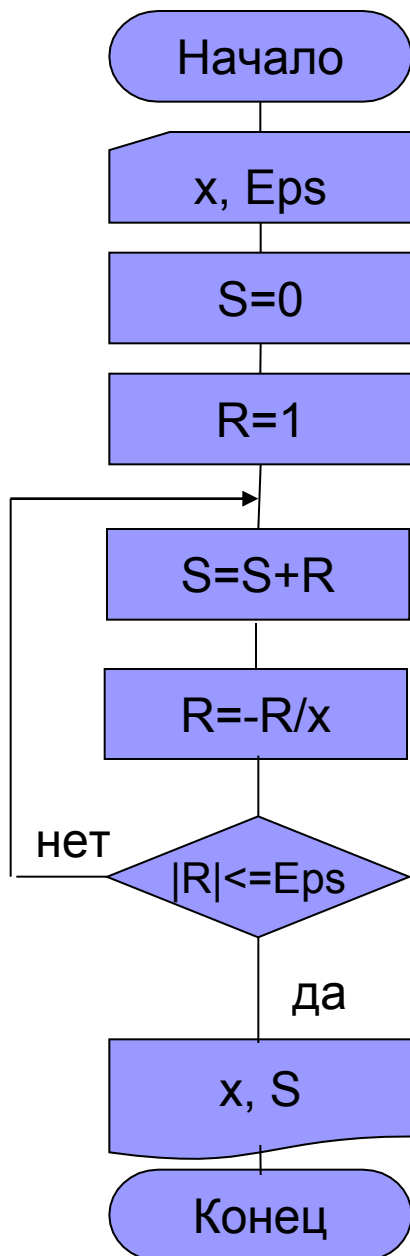 Начало
x, Eps
S=0
R=1
S=S+R
R=-R/x
нет
|R|<=Eps
да
x, S
Конец